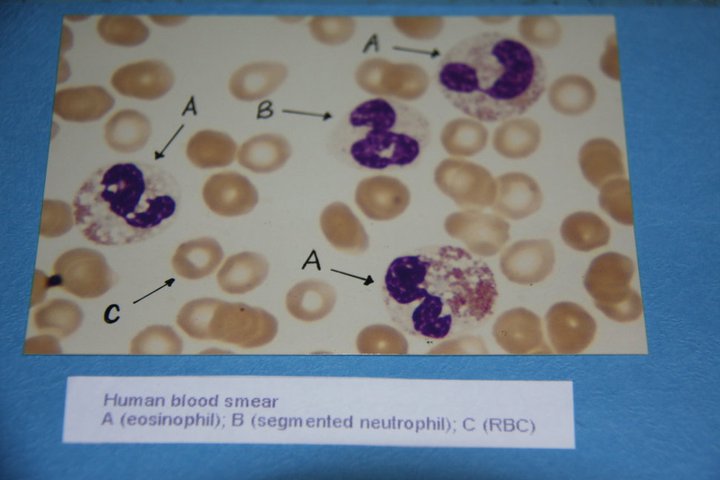 A
A
B
A
C
Human blood smear
A (eosinophil); B (segmented neutrophil); C (RBC)